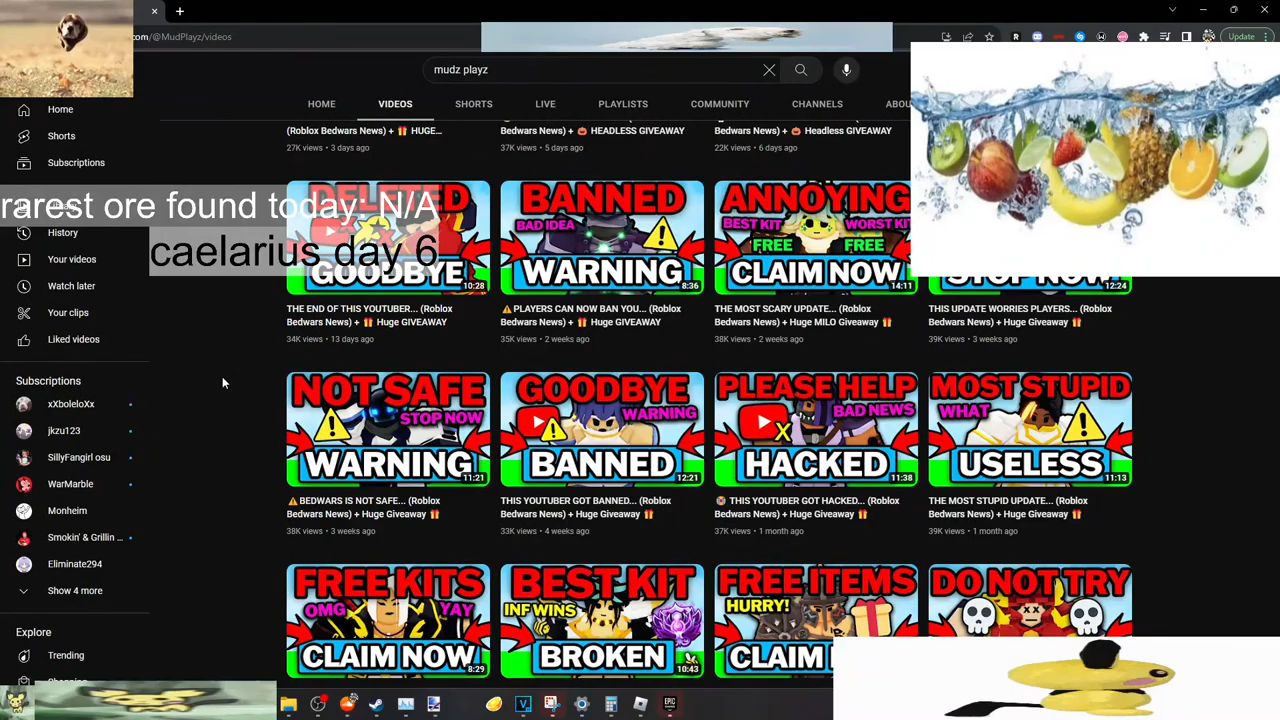 com/@MudPlayz/videos
Update
mudz playz
HOME VIDEOS SHORTS LIVE PLAYLISTS COMMUNITY CHANNELS ABOU
Home
Shorts
Subscriptions
History
Your videos
Watch later
Your clips
Liked videos
Subscriptions
xXboleloXx
jkzu123
SillyFangirl osu
WarMarble
Monheim
Smokin' & Grillin ...
Eliminate294
Show 4 more
Explore
Trending
rarest ore found today: N/A
caelarius day 6
(Roblox Bedwars News) + 🎁 HUGE...
27K views • 3 days ago
Bedwars News) + 🎃 HEADLESS GIVEAWAY
37K views • 5 days ago
Bedwars News) + 🎃 Headless GIVEAWAY
22K views • 6 days ago
DELETED
GOODBYE
10:28
THE END OF THIS YOUTUBER... (Roblox
Bedwars News) + 🎁 Huge GIVEAWAY
34K views • 13 days ago
BANNED
BAD IDEA
WARNING
8:36
⚠️PLAYERS CAN NOW BAN YOU... (Roblox
Bedwars News) + 🎁 Huge GIVEAWAY
35K views • 2 weeks ago
ANNOYING
BEST KIT WORST KIT
FREE FREE
CLAIM NOW
14:11
THE MOST SCARY UPDATE... (Roblox
Bedwars News) + Huge MILO Giveaway 🎁
38K views • 2 weeks ago
STOP NOW
12:24
THIS UPDATE WORRIES PLAYERS... (Roblox
Bedwars News) + Huge Giveaway 🎁
39K views • 3 weeks ago
NOT SAFE
STOP NOW
WARNING
11:21
⚠️BEDWARS IS NOT SAFE... (Roblox
Bedwars News) + Huge Giveaway 🎁
38K views • 3 weeks ago
GOODBYE
WARNING
BANNED
12:21
THIS YOUTUBER GOT BANNED... (Roblox
Bedwars News) + Huge Giveaway 🎁
33K views • 4 weeks ago
PLEASE HELP
BAD NEWS
X
HACKED
11:38
😭 THIS YOUTUBER GOT HACKED... (Roblox
Bedwars News) + Huge Giveaway 🎁
37K views • 1 month ago
MOST STUPID
WHAT
USELESS
11:13
THE MOST STUPID UPDATE... (Roblox
Bedwars News) + Huge Giveaway 🎁
39K views • 1 month ago
FREE KITS
OMG YAY
CLAIM NOW
8:29
BEST KIT
INF WINS
BROKEN
10:43
FREE ITEMS
HURRY!
CLAIM
DO NOT TRY
EPIC